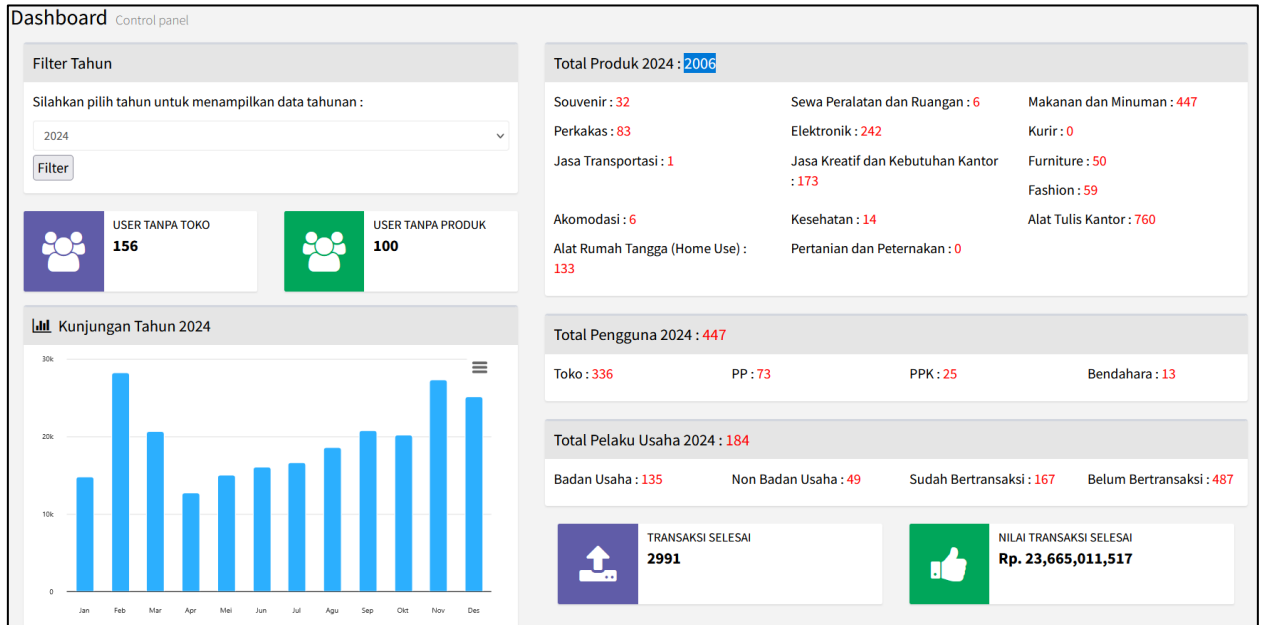 Dashboard Control panel
Filter Tahun
Silahkan pilih tahun untuk menampilkan data tahunan :
2024
Filter
USER TANPA TOKO
156
USER TANPA PRODUK
100
Kunjungan Tahun 2024
30k
20k
10k
0
Jan Feb Mar Apr Mei Jun Jul Agu Sep Okt Nov Des
Total Produk 2024 : 2006
Souvenir : 32 Sewa Peralatan dan Ruangan : 6 Makanan dan Minuman : 447
Perkakas : 83 Elektronik : 242 Kurir : 0
Jasa Transportasi : 1 Jasa Kreatif dan Kebutuhan Kantor Furniture : 50
: 173
Fashion : 59
Akomodasi : 6 Kesehatan : 14 Alat Tulis Kantor : 760
Alat Rumah Tangga (Home Use) : Pertanian dan Peternakan : 0
133
Total Pengguna 2024 : 447
Toko : 336 PP : 73 PPK : 25 Bendahara : 13
Total Pelaku Usaha 2024 : 184
Badan Usaha : 135 Non Badan Usaha : 49 Sudah Bertransaksi : 167 Belum Bertransaksi : 487
TRANSAKSI SELESAI
2991
NILAI TRANSAKSI SELESAI
Rp. 23,665,011,517